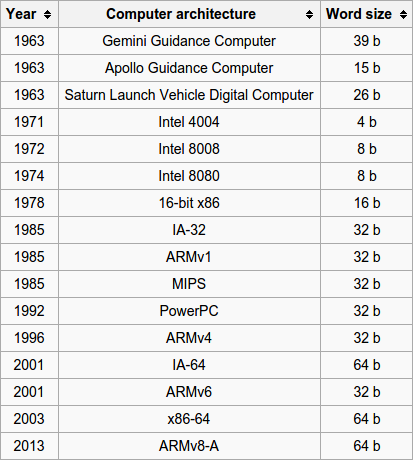 Year Computer architecture Word size
1963 Gemini Guidance Computer 39 b
1963 Apollo Guidance Computer 15 b
1963 Saturn Launch Vehicle Digital Computer 26 b
1971 Intel 4004 4 b
1972 Intel 8008 8 b
1974 Intel 8080 8 b
1978 16-bit x86 16 b
1985 IA-32 32 b
1985 ARMv1 32 b
1985 MIPS 32 b
1992 PowerPC 32 b
1996 ARMv4 32 b
2001 IA-64 64 b
2001 ARMv6 32 b
2003 x86-64 64 b
2013 ARMv8-A 64 b